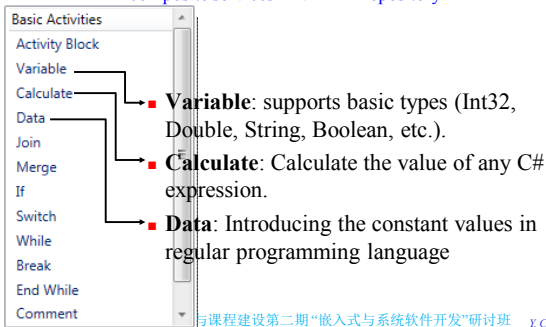 Basic Activities
Activity Block
Variable
Calculate
Data
Join
Merge
If
Switch
While
Break
End While
Comment
Variable: supports basic types (Int32,
Double, String, Boolean, etc.).
Calculate: Calculate the value of any C#
expression.
Data: Introducing the constant values in
regular programming language
与课程建设第二期“嵌入式与系统软件开发”研讨班